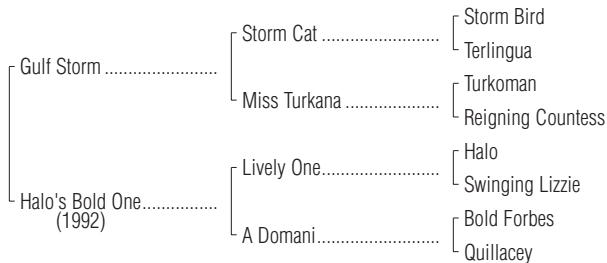 Storm Bird
Storm Cat ........................
Terlingua
Gulf Storm .......................
Turkoman
Miss Turkana ....................
Reigning Countess
Halo
Lively One........................
Swinging Lizzie
Halo's Bold One................
(1992)
Bold Forbes
A Domani.........................
Quillacey